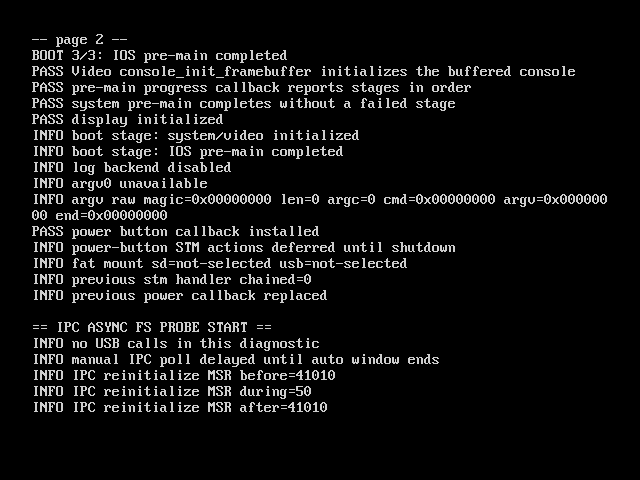 -- page 2 --
BOOT 3/3: IOS pre-main completed
PASS Video console_init_framebuffer initializes the buffered console
PASS pre-main progress callback reports stages in order
PASS system pre-main completes without a failed stage
PASS display initialized
INFO boot stage: system/video initialized
INFO boot stage: IOS pre-main completed
INFO log backend disabled
INFO argv0 unavailable
INFO argv raw magic=0x00000000 len=0 argc=0 cmd=0x00000000 argv=0x000000
00 end=0x00000000
PASS power button callback installed
INFO power-button STM actions deferred until shutdown
INFO fat mount sd=not-selected usb=not-selected
INFO previous stm handler chained=0
INFO previous power callback replaced
== IPC ASYNC FS PROBE START ==
INFO no USB calls in this diagnostic
INFO manual IPC poll delayed until auto window ends
INFO IPC reinitialize MSR before=41010
INFO IPC reinitialize MSR during=50
INFO IPC reinitialize MSR after=41010